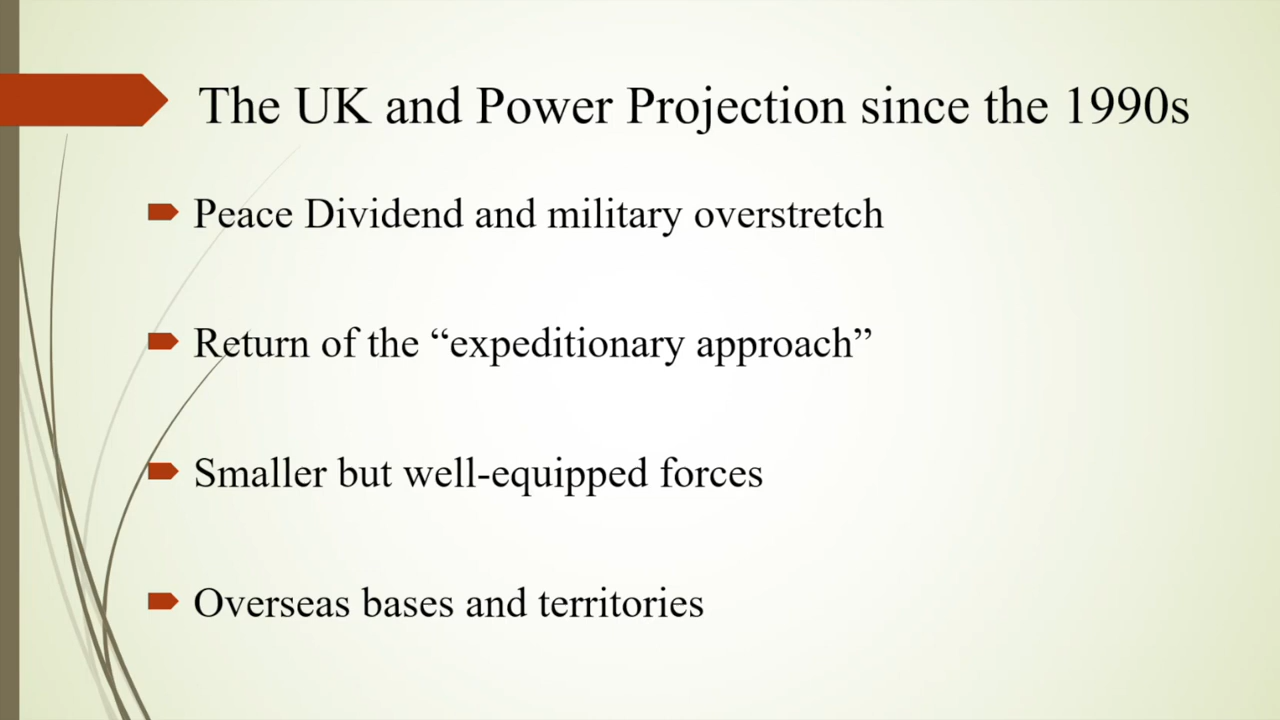 The UK and Power Projection since the 1990s
Peace Dividend and military overstretch
Return of the “expeditionary approach”
Smaller but well-equipped forces
Overseas bases and territories